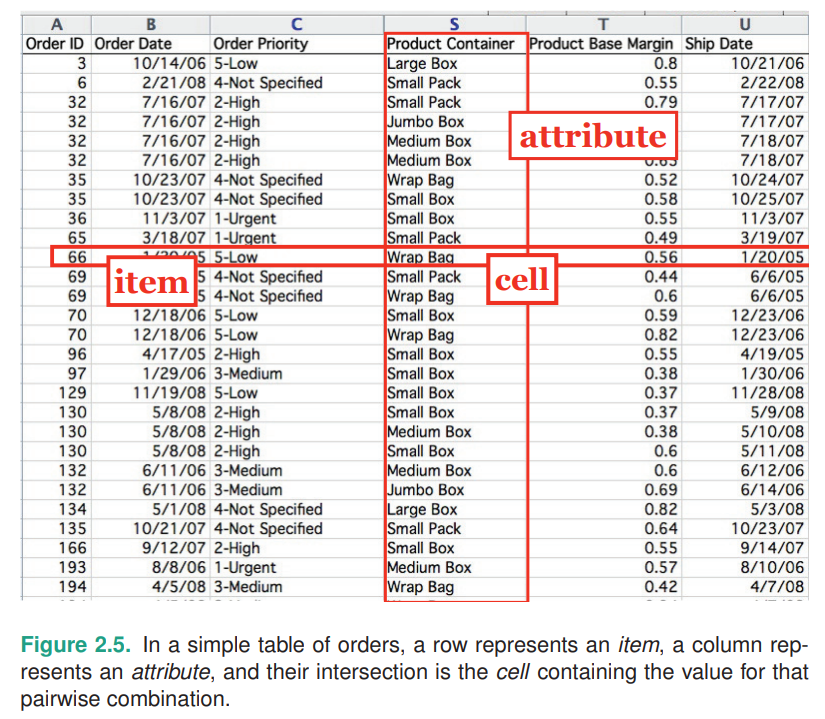 A B C S T U
Order ID Order Date Order Priority Product Container Product Base Margin Ship Date
3 10/14/06 5-Low Large Box 0.8 10/21/06
6 2/21/08 4-Not Specified Small Pack 0.55 2/22/08
32 7/16/07 2-High Small Pack 0.79 7/17/07
32 7/16/07 2-High Jumbo Box 7/17/07
attribute
32 7/16/07 2-High Medium Box 7/18/07
32 7/16/07 2-High Medium Box 0.65 7/18/07
35 10/23/07 4-Not Specified Wrap Bag 0.52 10/24/07
35 10/23/07 4-Not Specified Small Box 0.58 10/25/07
36 11/3/07 1-Urgent Small Box 0.55 11/3/07
65 3/18/07 1-Urgent Small Pack 0.49 3/19/07
66 5-Low Wrap Bag 0.56 1/20/05
item cell
69 5 4-Not Specified Small Pack 0.44 6/6/05
69 5 4-Not Specified Wrap Bag 0.6 6/6/05
70 12/18/06 5-Low Small Box 0.59 12/23/06
70 12/18/06 5-Low Wrap Bag 0.82 12/23/06
96 4/17/05 2-High Small Box 0.55 4/19/05
97 1/29/06 3-Medium Small Box 0.38 1/30/06
129 11/19/08 5-Low Small Box 0.37 11/28/08
130 5/8/08 2-High Small Box 0.37 5/9/08
130 5/8/08 2-High Medium Box 0.38 5/10/08
130 5/8/08 2-High Small Box 0.6 5/11/08
132 6/11/06 3-Medium Medium Box 0.6 6/12/06
132 6/11/06 3-Medium Jumbo Box 0.69 6/14/06
134 5/1/08 4-Not Specified Large Box 0.82 5/3/08
135 10/21/07 4-Not Specified Small Pack 0.64 10/23/07
166 9/12/07 2-High Small Box 0.55 9/14/07
193 8/8/06 1-Urgent Medium Box 0.57 8/10/06
194 4/5/08 3-Medium Wrap Bag 0.42 4/7/08
Figure 2.5. In a simple table of orders, a row represents an item, a column rep-
resents an attribute, and their intersection is the cell containing the value for that
pairwise combination.